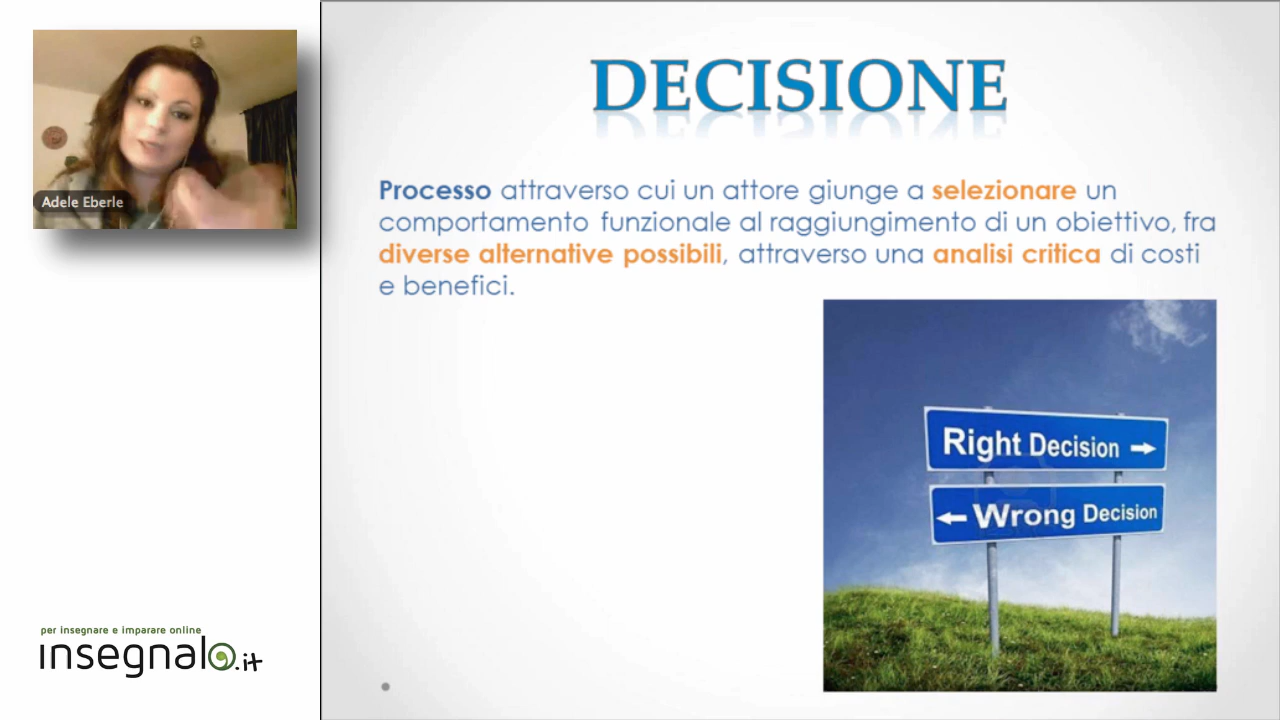 Adele Eberle
per insegnare e imparare online
insegnalo.it
DECISIONE
Processo attraverso cui un attore giunge a selezionare un
comportamento funzionale al raggiungimento di un obiettivo, fra
diverse alternative possibili, attraverso una analisi critica di costi
e benefici.
Right Decision →
← Wrong Decision